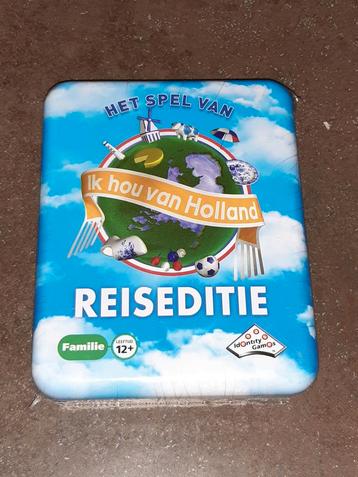 HET SPEL VAN
Ik hou van Holland
REISEDITIE
Familie
LEEFTIJD
12+
Identity
Games